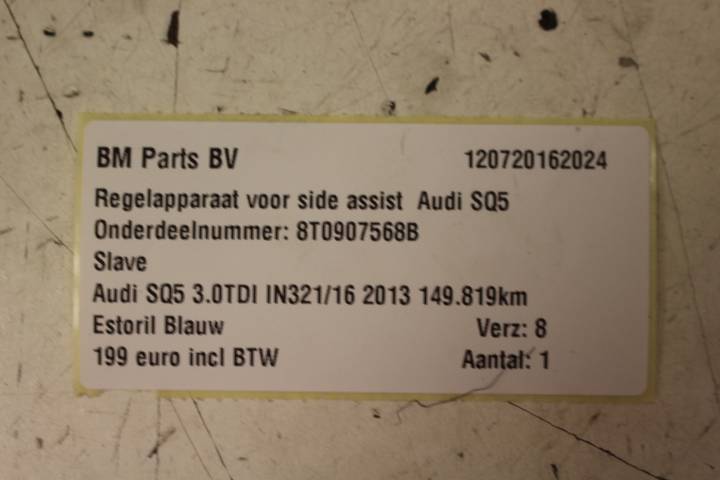 BM Parts BV 120720162024
Regelapparaat voor side assist Audi SQ5
Onderdeelnummer: 8T0907568B
Slave
Audi SQ5 3.0TDI IN321/16 2013 149.819km
Estoril Blauw Verz: 8
199 euro incl BTW Aantal: 1